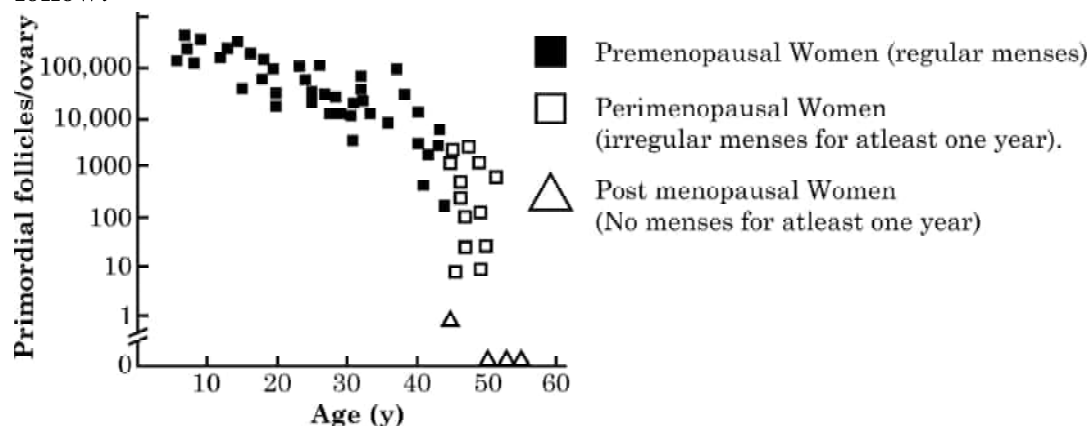 Primordial follicles/ovary
100,000
10,000
1000
100
10
1
0
10 20 30 40 50 60
Age (y)
Premenopausal Women (regular menses)
Perimenopausal Women
(irregular menses for atleast one year).
Post menopausal Women
(No menses for atleast one year)